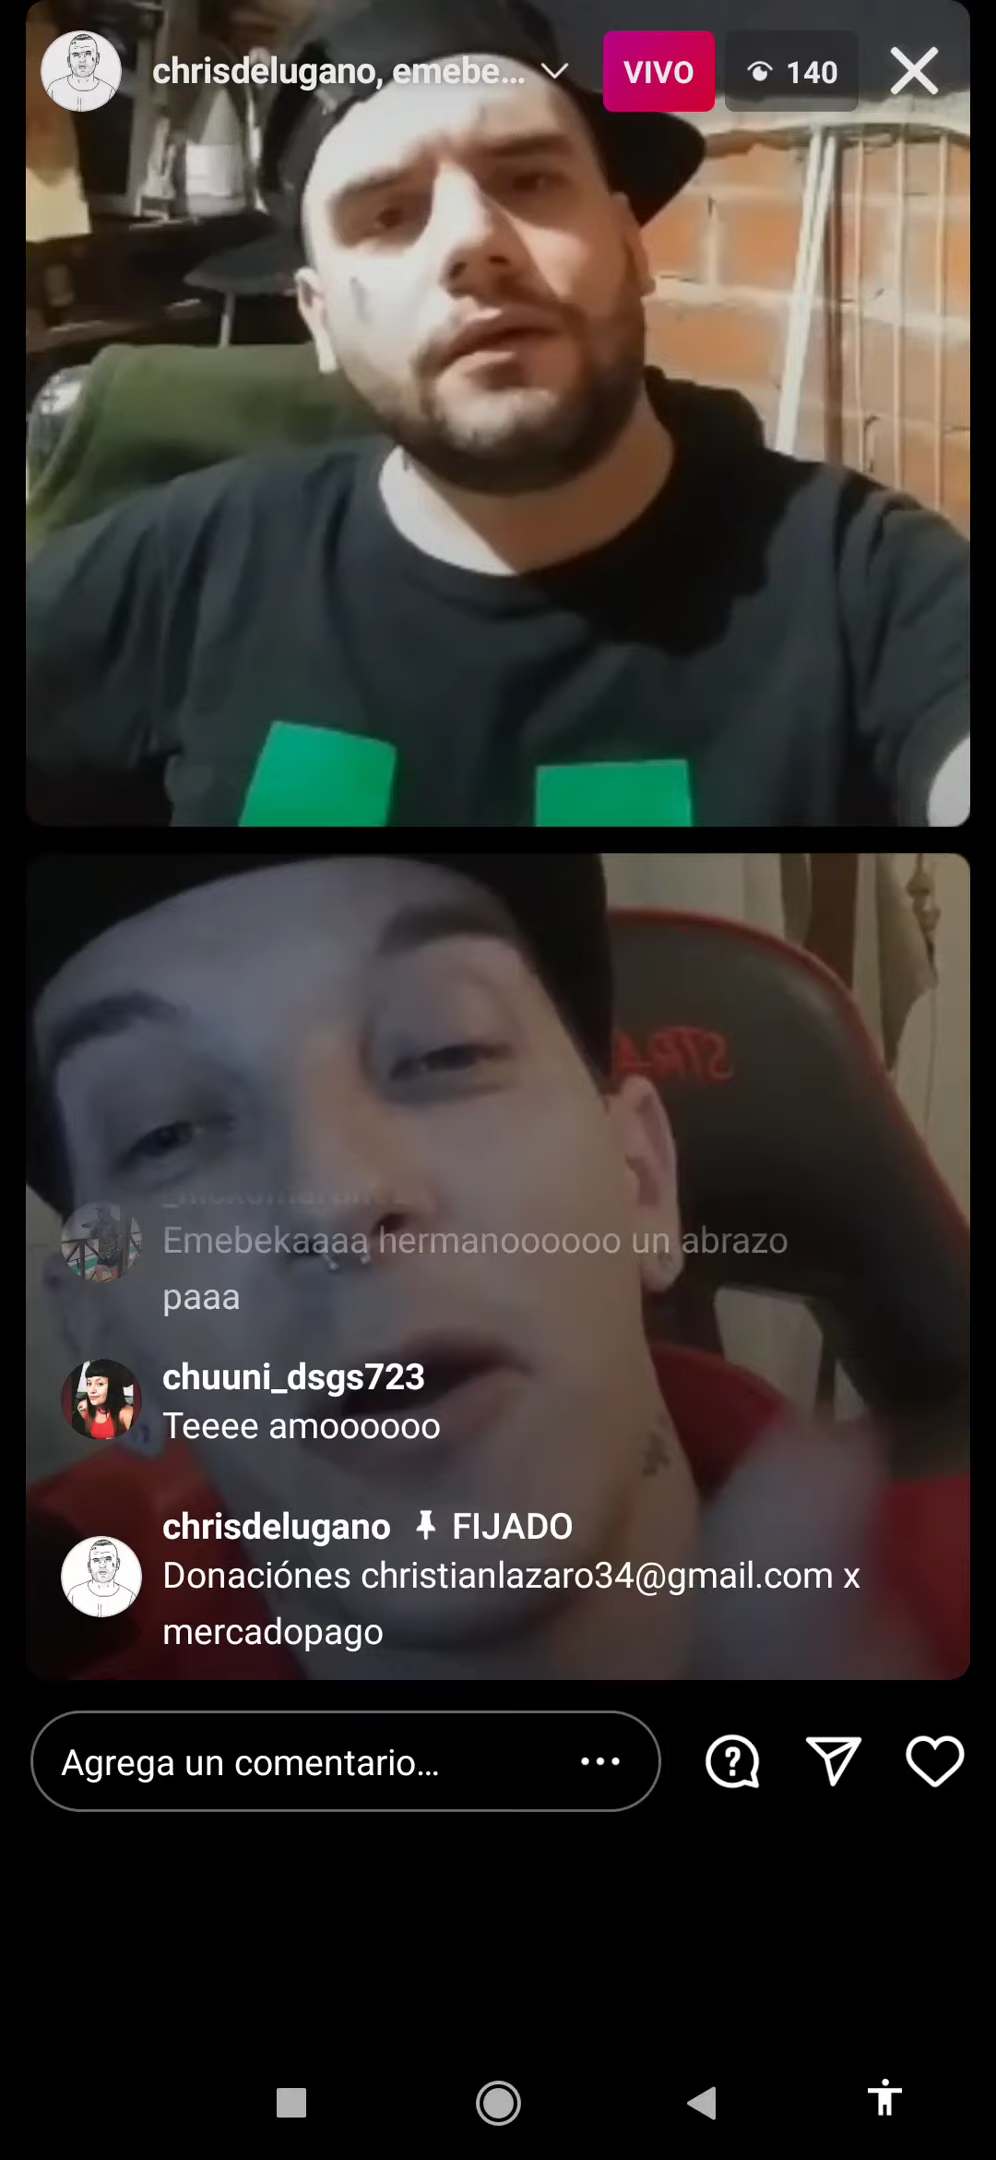 chrisdelugano, emebe...
VIVO
140
Emebekaaaa hermanoooooo un abrazo
paaa
chuuni_dsgs723
Teeee amoooooo
chrisdelugano FIJADO
Donaciónes christianlazaro34@gmail.com x
mercadopago
Agrega un comentario...